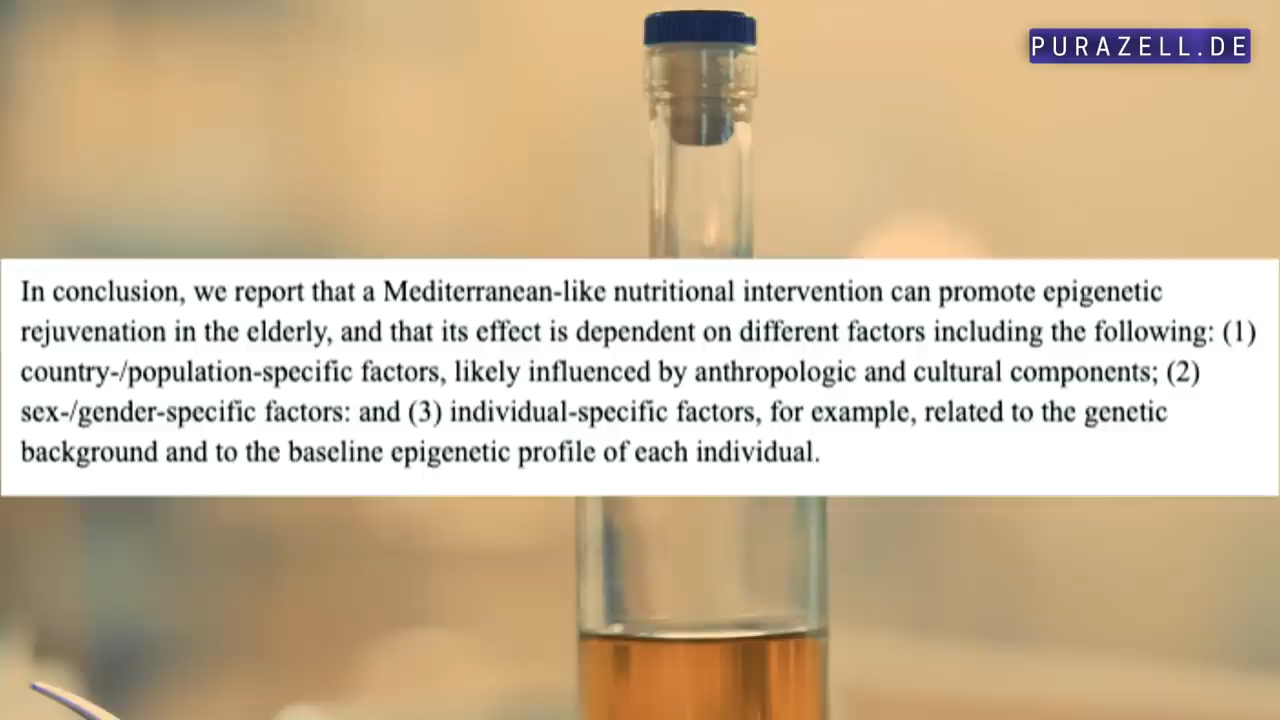 PURAZELL.DE
In conclusion, we report that a Mediterranean-like nutritional intervention can promote epigenetic
rejuvenation in the elderly, and that its effect is dependent on different factors including the following: (1)
country-/population-specific factors, likely influenced by anthropologic and cultural components; (2)
sex-/gender-specific factors: and (3) individual-specific factors, for example, related to the genetic
background and to the baseline epigenetic profile of each individual.